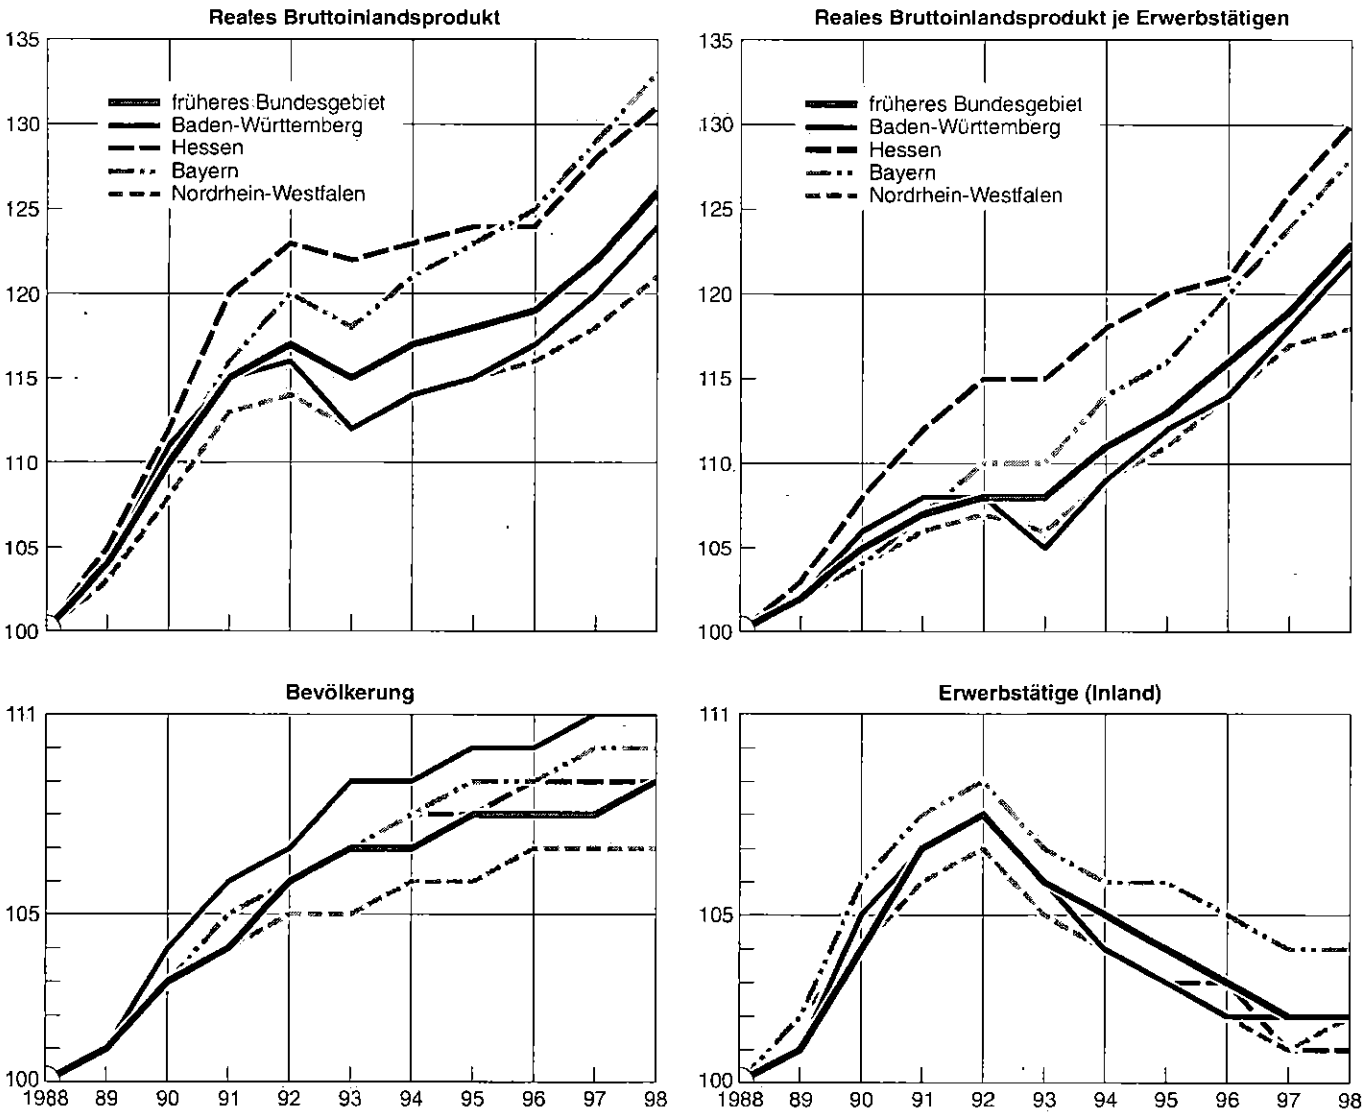 Reales Bruttoinlandsprodukt
135
130
125
120
115
110
105
100
früheres Bundesgebiet
Baden-Württemberg
Hessen
Bayern
Nordrhein-Westfalen
Reales Bruttoinlandsprodukt je Erwerbstätigen
135
130
125
120
115
110
105
100
früheres Bundesgebiet
Baden-Württemberg
Hessen
Bayern
Nordrhein-Westfalen
Bevölkerung
111
105
100
1988 89 90 91 92 93 94 95 96 97 98
Erwerbstätige (Inland)
111
105
100
1988 89 90 91 92 93 94 95 96 97 98